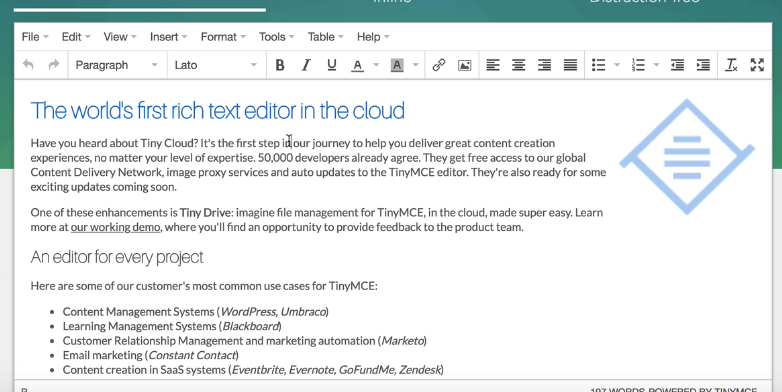 File Edit View Insert Format Tools Table Help
Paragraph Lato B I U A A
The world's first rich text editor in the cloud
Have you heard about Tiny Cloud? It's the first step in our journey to help you deliver great content creation
experiences, no matter your level of expertise. 50,000 developers already agree. They get free access to our global
Content Delivery Network, image proxy services and auto updates to the TinyMCE editor. They're also ready for some
exciting updates coming soon.
One of these enhancements is Tiny Drive: imagine file management for TinyMCE, in the cloud, made super easy. Learn
more at our working demo, where you'll find an opportunity to provide feedback to the product team.
An editor for every project
Here are some of our customer's most common use cases for TinyMCE:
• Content Management Systems (WordPress, Umbraco)
• Learning Management Systems (Blackboard)
• Customer Relationship Management and marketing automation (Marketo)
• Email marketing (Constant Contact)
• Content creation in SaaS systems (Eventbrite, Evernote, GoFundMe, Zendesk)
197 WORDS POWERED BY TINYMCE